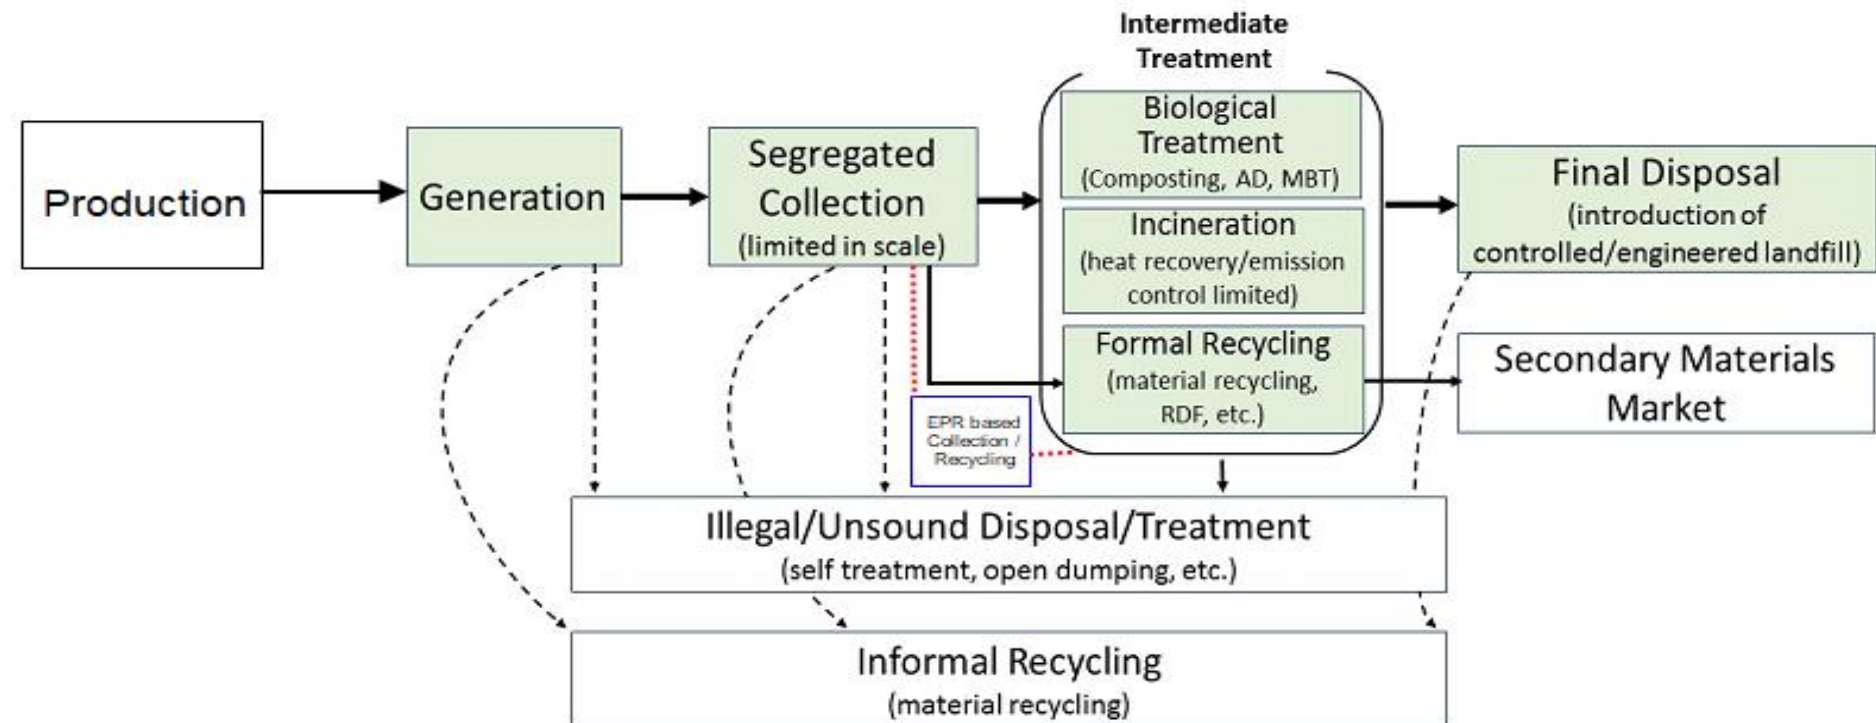 Intermediate
Treatment
Production
Generation
Segregated
Collection
(limited in scale)
Biological
Treatment
(Composting, AD, MBT)
Incineration
(heat recovery/emission
control limited)
Formal Recycling
(material recycling,
RDF, etc.)
Final Disposal
(introduction of
controlled/engineered landfill)
Secondary Materials
Market
EPR based
Collection /
Recycling
Illegal/Unsound Disposal/Treatment
(self treatment, open dumping, etc.)
Informal Recycling
(material recycling)